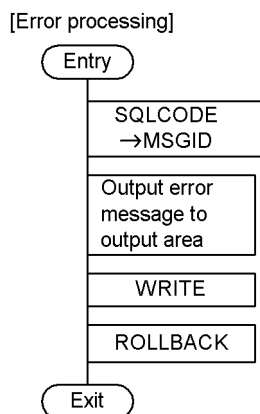 [Error processing]
Entry
SQLCODE
→MSGID
Output error
message to
output area
WRITE
ROLLBACK
Exit